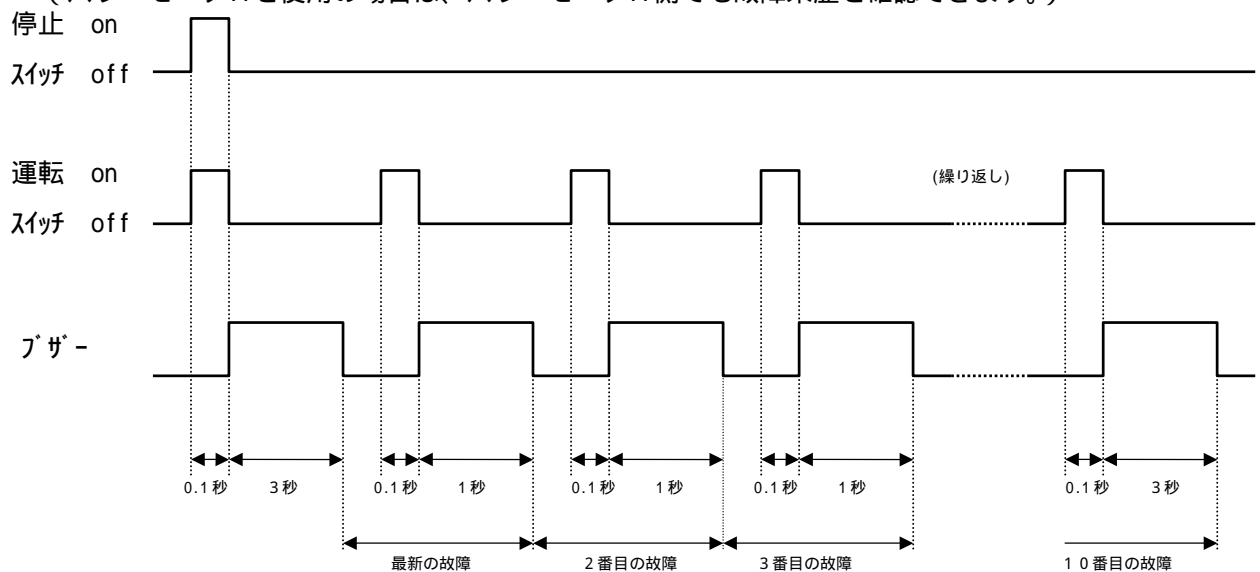 停止 on
スイッチ off
運転 on
(繰り返し)
スイッチ off
ブザー
0.1秒 3秒 0.1秒 1秒 0.1秒 1秒 0.1秒 1秒 0.1秒 3秒
最新の故障 2番目の故障 3番目の故障 10番目の故障